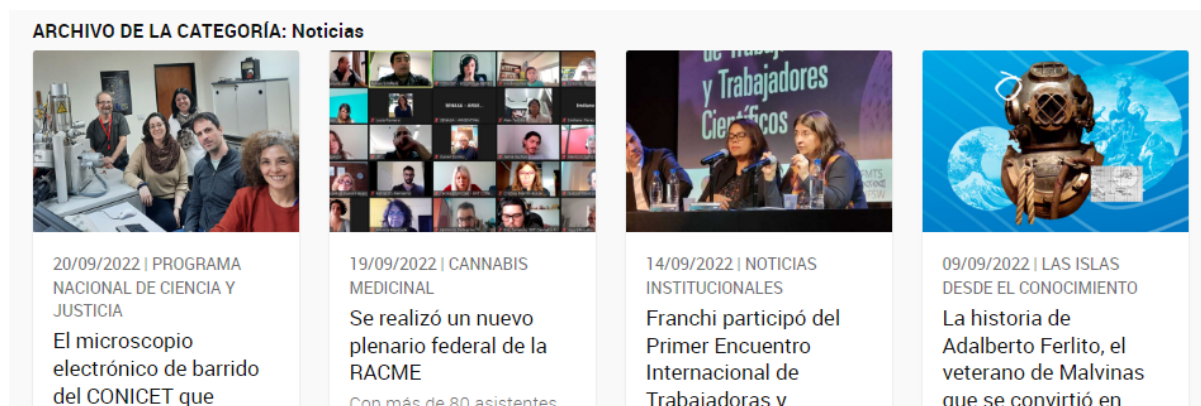 ARCHIVO DE LA CATEGORÍA: Noticias
de Trabajadoras
y Trabajadores
Científicos
20/09/2022 | PROGRAMA
NACIONAL DE CIENCIA Y
JUSTICIA
El microscopio
electrónico de barrido
del CONICET que
19/09/2022 | CANNABIS
MEDICINAL
Se realizó un nuevo
plenario federal de la
RACME
Con más de 80 asistentes
14/09/2022 | NOTICIAS
INSTITUCIONALES
Franchi participó del
Primer Encuentro
Internacional de
Trabajadoras y
09/09/2022 | LAS ISLAS
DESDE EL CONOCIMIENTO
La historia de
Adalberto Ferlito, el
veterano de Malvinas
que se convirtió en